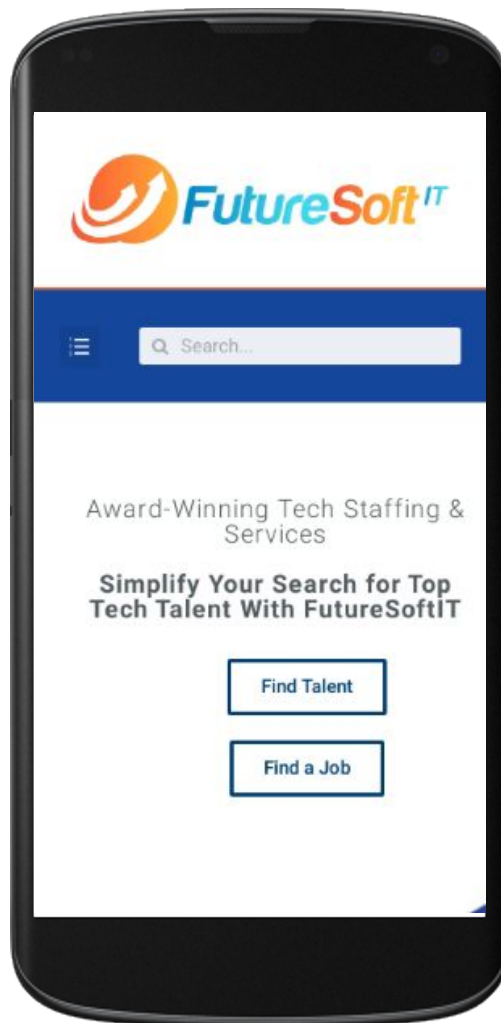 FutureSoft IT
Search...
Award-Winning Tech Staffing &
Services
Simplify Your Search for Top
Tech Talent With FutureSoftIT
Find Talent
Find a Job